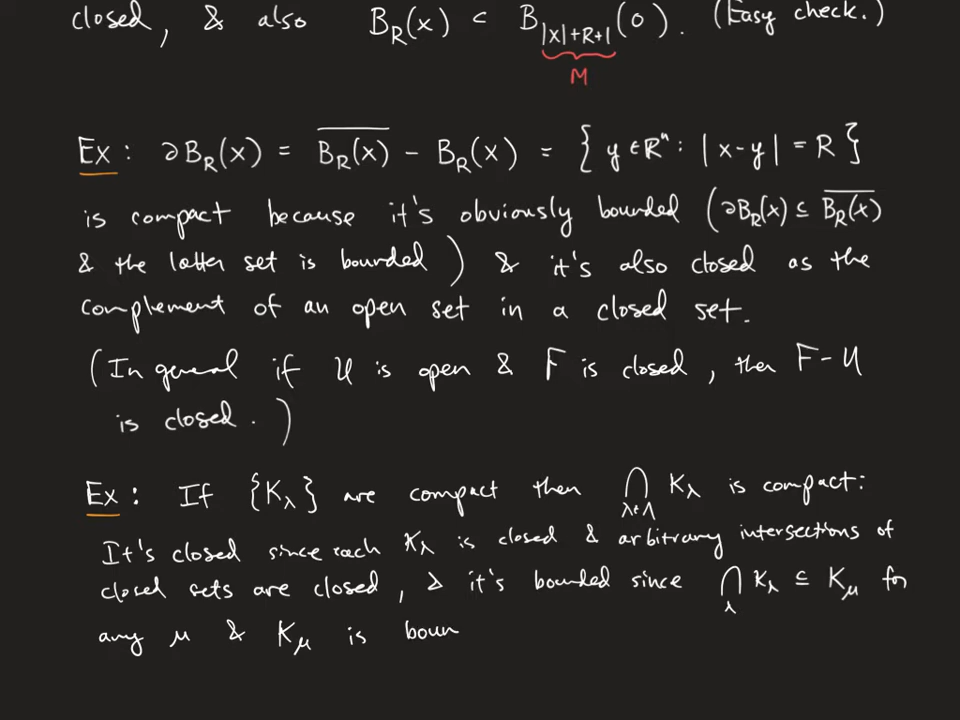 closed, & also B_R(x) ⊂ B_{|x|+R+1}(0). (Easy check.)
M
Ex: ∂B_R(x) = \overline{B_R(x)} - B_R(x) = { y ∈ ℝⁿ : |x-y| = R }
is compact because it's obviously bounded (∂B_R(x) ⊆ \overline{B_R(x)}
& the latter set is bounded) & it's also closed as the
complement of an open set in a closed set.
(In general if U is open & F is closed, then F - U
is closed.)
Ex: If {K_λ} are compact then ⋂_{λ∈Λ} K_λ is compact:
It's closed since each K_λ is closed & arbitrary intersections of
closed sets are closed, & it's bounded since ⋂_λ K_λ ⊆ K_μ for
any μ & K_μ is boun